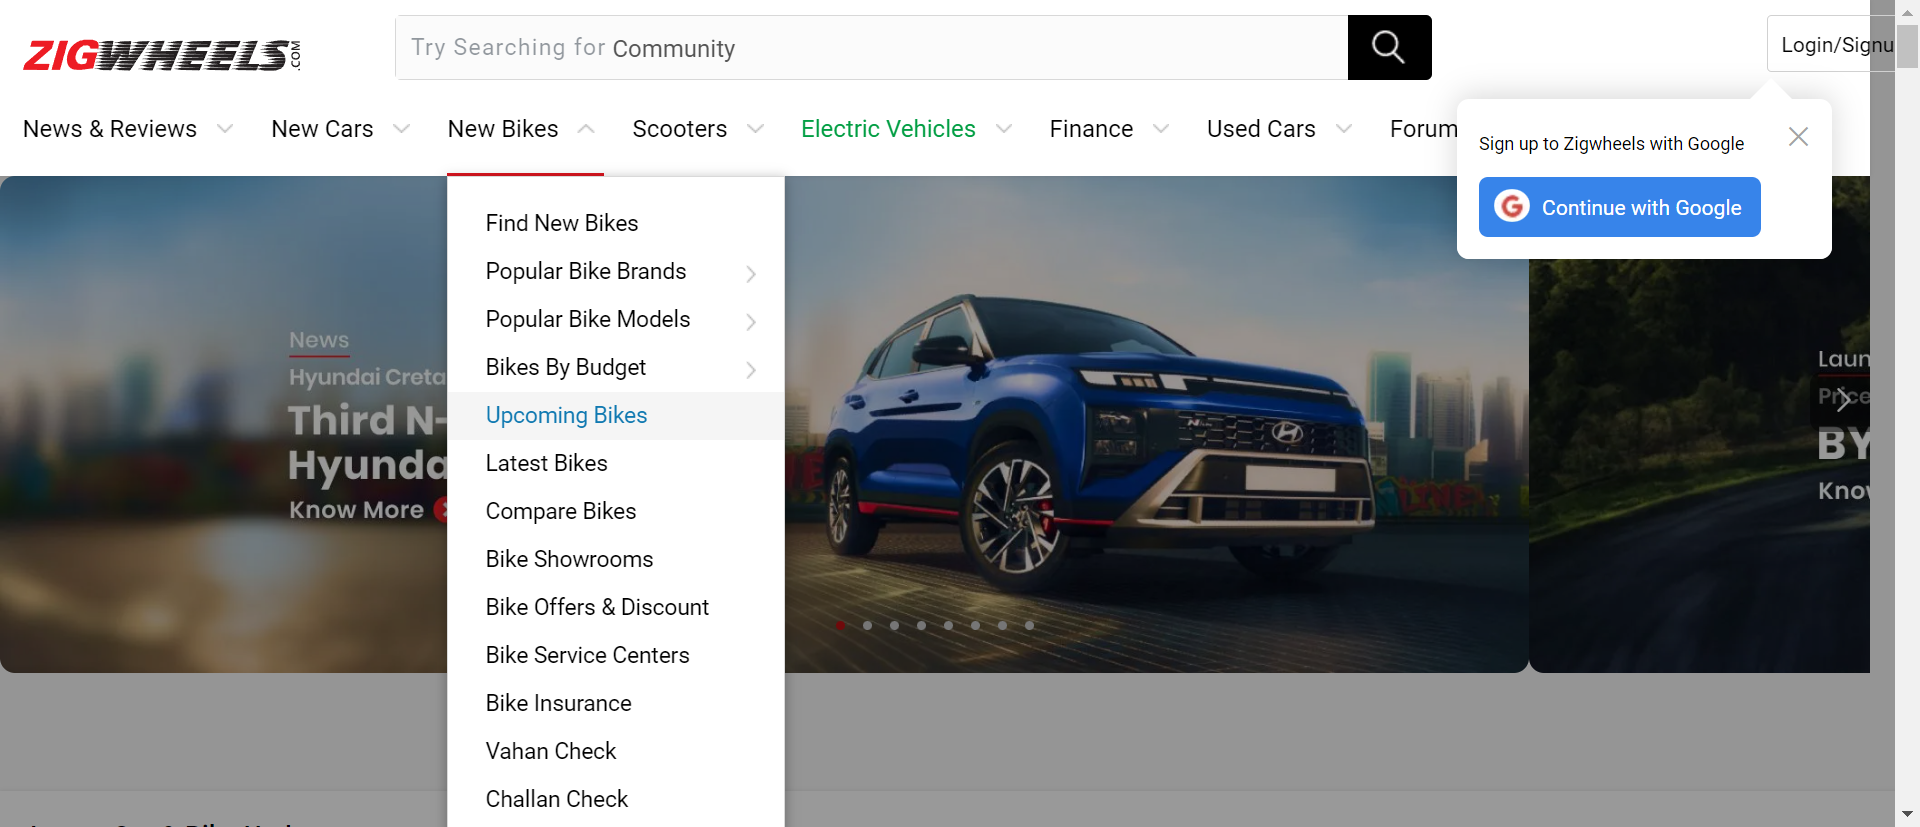 ZIGWHEELS.COM
Try Searching for Community
Login/Signu
News & Reviews
New Cars
New Bikes
Scooters
Electric Vehicles
Finance
Used Cars
Forum
Sign up to Zigwheels with Google
Continue with Google
Find New Bikes
Popular Bike Brands
Popular Bike Models
Bikes By Budget
Upcoming Bikes
Latest Bikes
Compare Bikes
Bike Showrooms
Bike Offers & Discount
Bike Service Centers
Bike Insurance
Vahan Check
Challan Check
News
Hyundai Creta
Third N-
Hyunda
Know More
Laun
Price
BY
Know